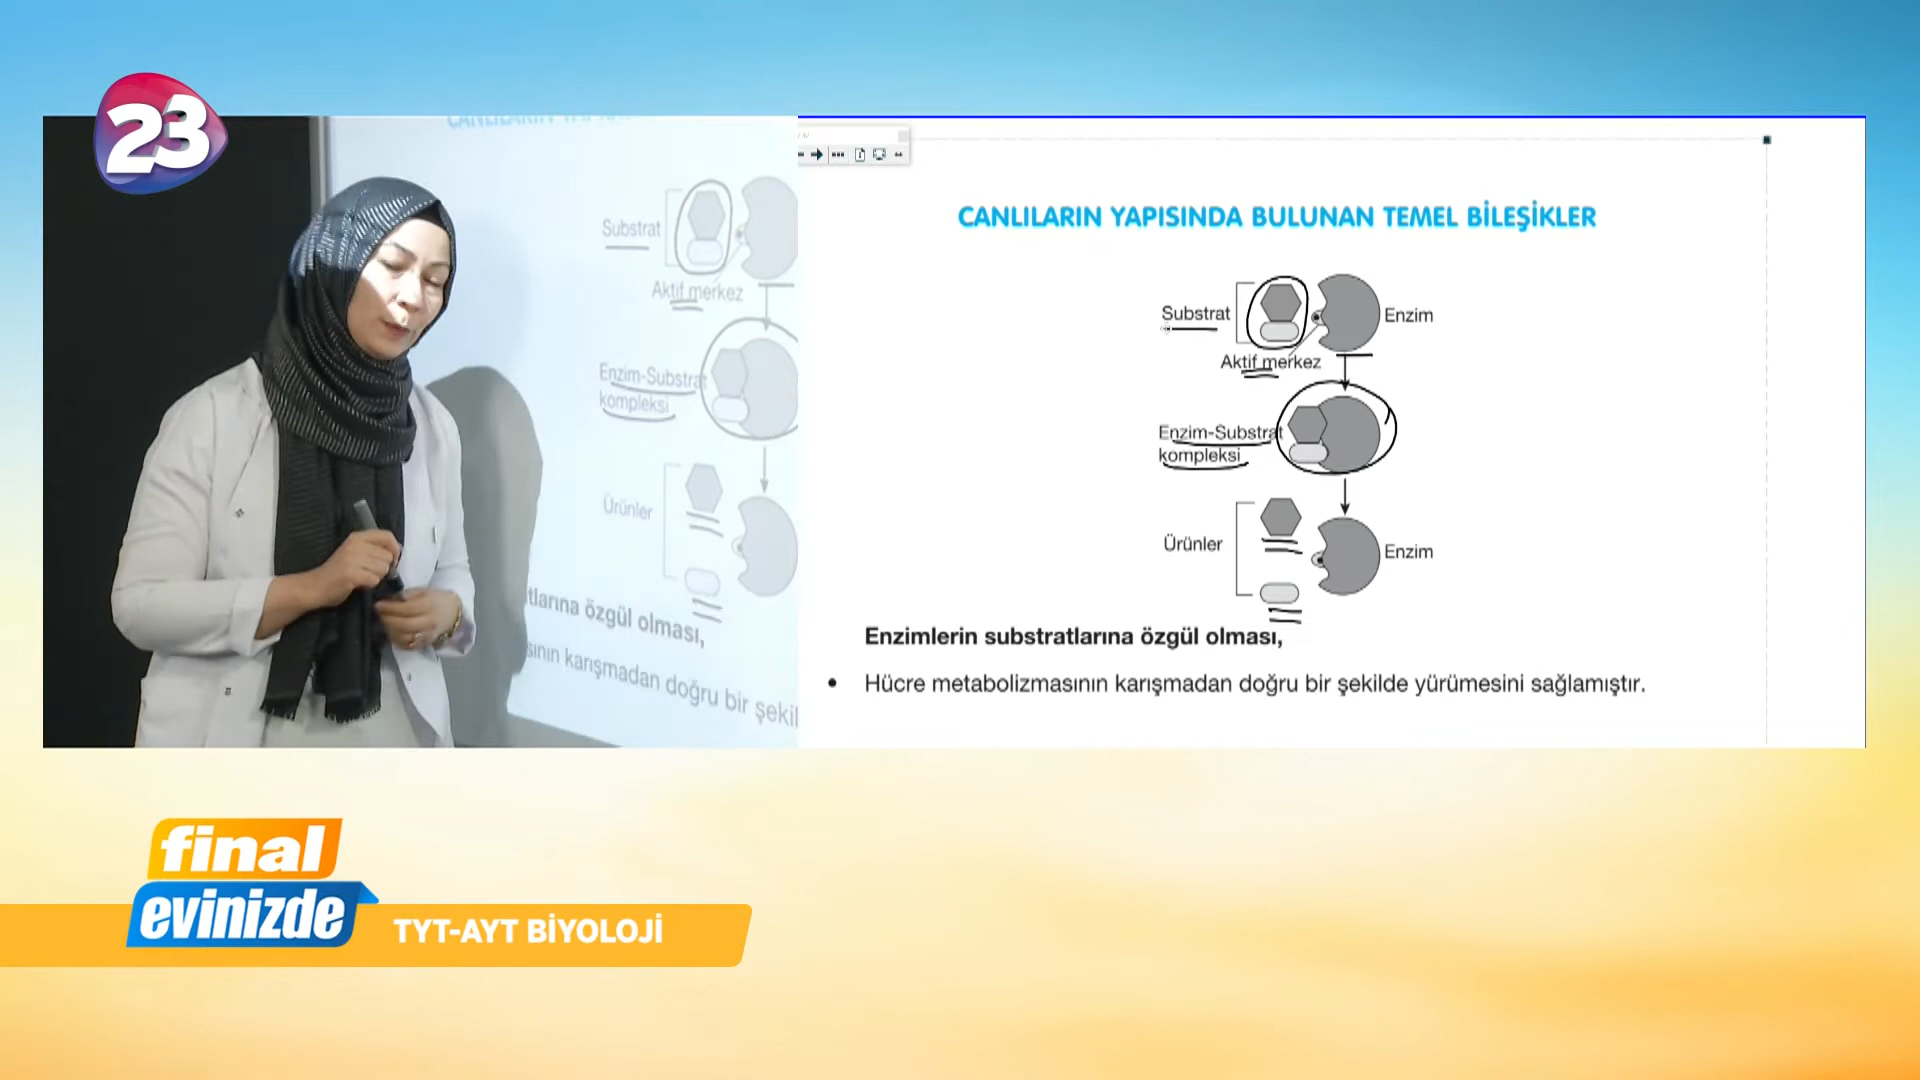 23
CANLILARIN YAPISINDA BULUNAN TEMEL BİLEŞİKLER
Substrat
Enzim
Aktif merkez
Enzim-Substrat
kompleksi
Ürünler
Enzim
Enzimlerin substratlarına özgül olması,
• Hücre metabolizmasının karışmadan doğru bir şekilde yürümesini sağlamıştır.
Substrat
Aktif merkez
Enzim-Substrat
kompleksi
Ürünler
tlarına özgül olması,
sının karışmadan doğru bir şekil
final
evinizde
TYT-AYT BİYOLOJİ